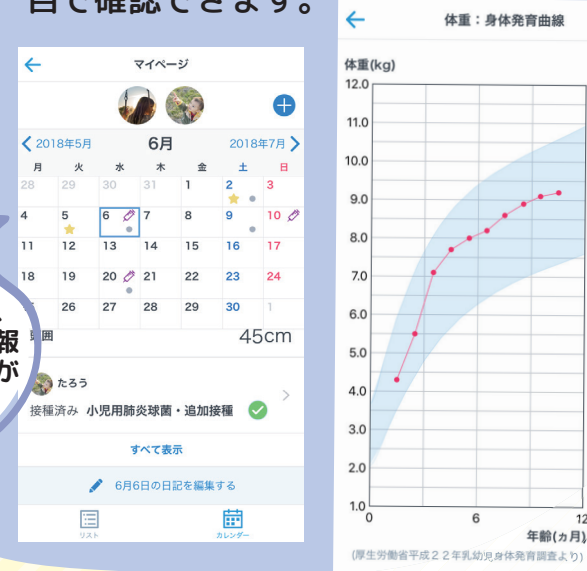 目で確認できます。
マイページ
2018年5月 6月 2018年7月
月 火 水 木 金 土 日
28 29 30 31 1 2 3
4 5 6 7 8 9 10
11 12 13 14 15 16 17
18 19 20 21 22 23 24
26 27 28 29 30 1
囲 45cm
報
が
たろう
接種済み 小児用肺炎球菌・追加接種
すべて表示
6月6日の日記を編集する
リスト カレンダー
体重：身体発育曲線
体重(kg)
12.0
11.0
10.0
9.0
8.0
7.0
6.0
5.0
4.0
3.0
2.0
1.0
0 6 12
年齢(ヵ月)
(厚生労働省平成22年乳幼児身体発育調査より)